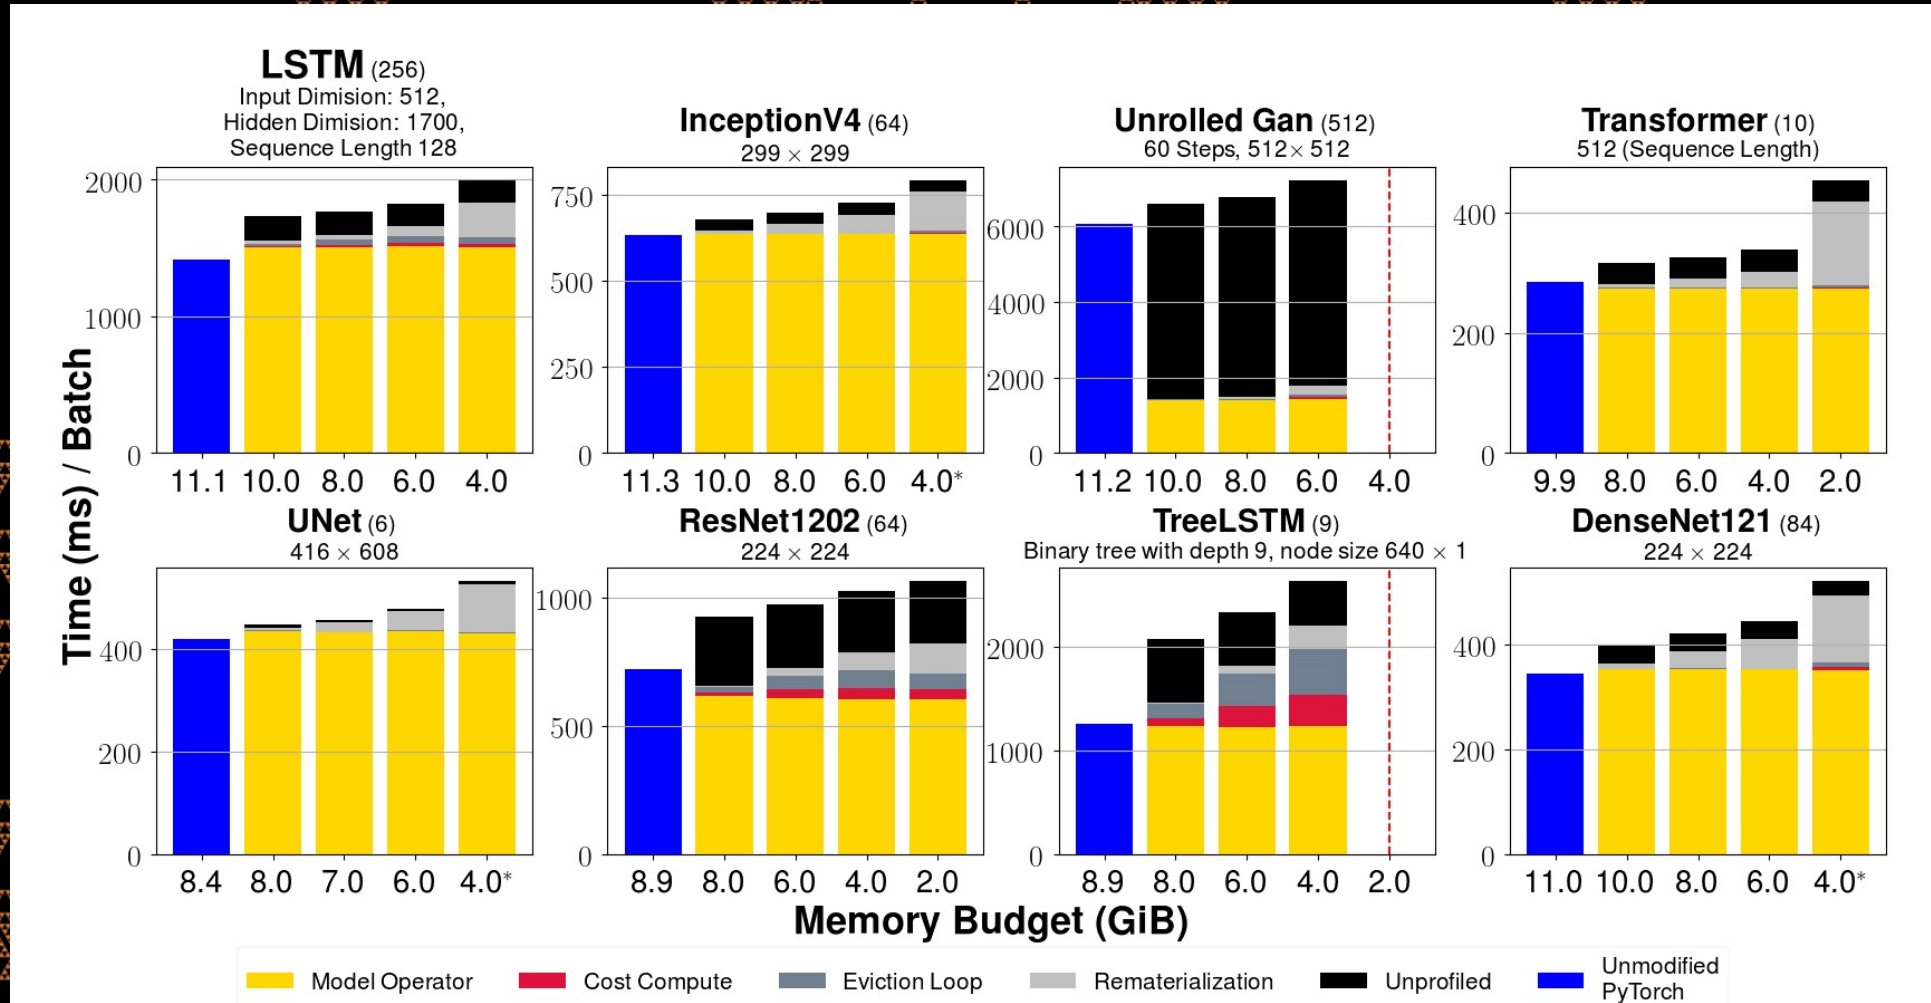 LSTM (256)
Input Dimision: 512,
Hidden Dimision: 1700,
Sequence Length 128
2000
1000
0
11.1 10.0 8.0 6.0 4.0
InceptionV4 (64)
299 × 299
750
500
250
0
11.3 10.0 8.0 6.0 4.0*
Unrolled Gan (512)
60 Steps, 512× 512
6000
4000
2000
0
11.2 10.0 8.0 6.0 4.0
Transformer (10)
512 (Sequence Length)
400
200
0
9.9 8.0 6.0 4.0 2.0
Time (ms) / Batch
UNet (6)
416 × 608
400
200
0
8.4 8.0 7.0 6.0 4.0*
ResNet1202 (64)
224 × 224
1000
500
0
8.9 8.0 6.0 4.0 2.0
TreeLSTM (9)
Binary tree with depth 9, node size 640 × 1
2000
1000
0
8.9 8.0 6.0 4.0 2.0
DenseNet121 (84)
224 × 224
400
200
0
11.0 10.0 8.0 6.0 4.0*
Memory Budget (GiB)
Model Operator
Cost Compute
Eviction Loop
Rematerialization
Unprofiled
Unmodified
PyTorch